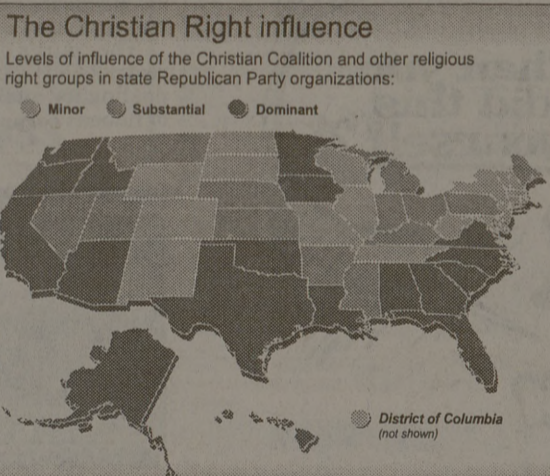 The Christian Right influence
Levels of influence of the Christian Coalition and other religious
right groups in state Republican Party organizations:
Minor Substantial Dominant
District of Columbia
(not shown)